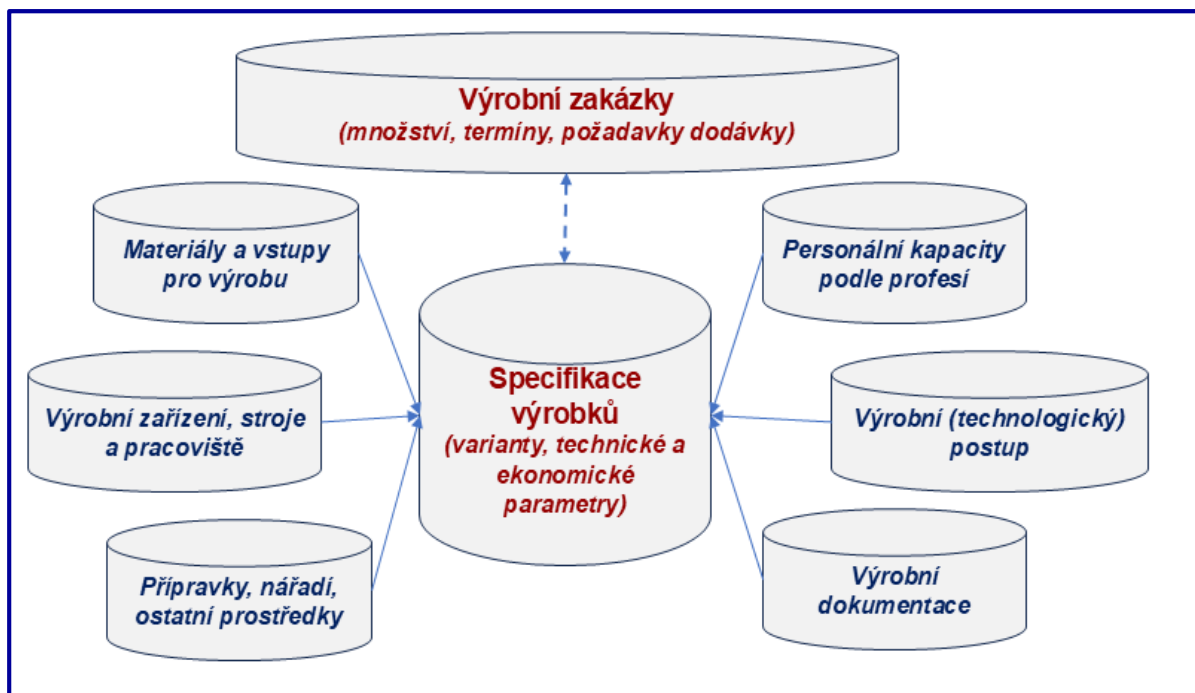 Výrobní zakázky
(množství, termíny, požadavky dodávky)
Materiály a vstupy
pro výrobu
Personální kapacity
podle profesí
Specifikace
výrobků
(varianty, technické a
ekonomické
parametry)
Výrobní zařízení, stroje
a pracoviště
Výrobní (technologický)
postup
Přípravky, nářadí,
ostatní prostředky
Výrobní
dokumentace